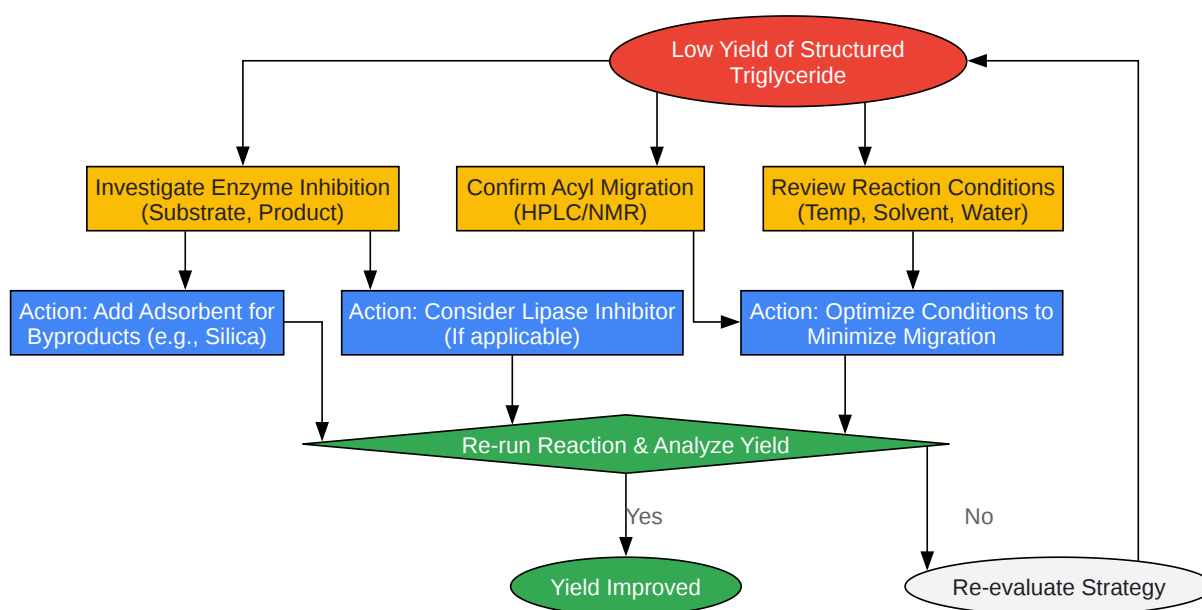 Low Yield of Structured
Triglyceride
Investigate Enzyme Inhibition
(Substrate, Product)
Confirm Acyl Migration
(HPLC/NMR)
Review Reaction Conditions
(Temp, Solvent, Water)
Action: Add Adsorbent for
Byproducts (e.g., Silica)
Action: Consider Lipase Inhibitor
(If applicable)
Action: Optimize Conditions to
Minimize Migration
Re-run Reaction & Analyze Yield
Yes
No
Yield Improved
Re-evaluate Strategy